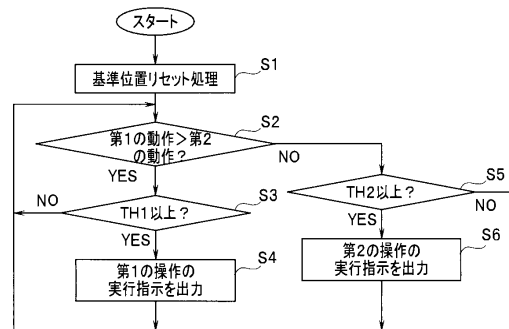 スタート
基準位置リセット処理
S1
第1の動作＞第2
の動作？
S2
NO
YES
TH1以上？
S3
NO
YES
TH2以上？
S5
NO
YES
第1の操作の
実行指示を出力
S4
第2の操作の
実行指示を出力
S6